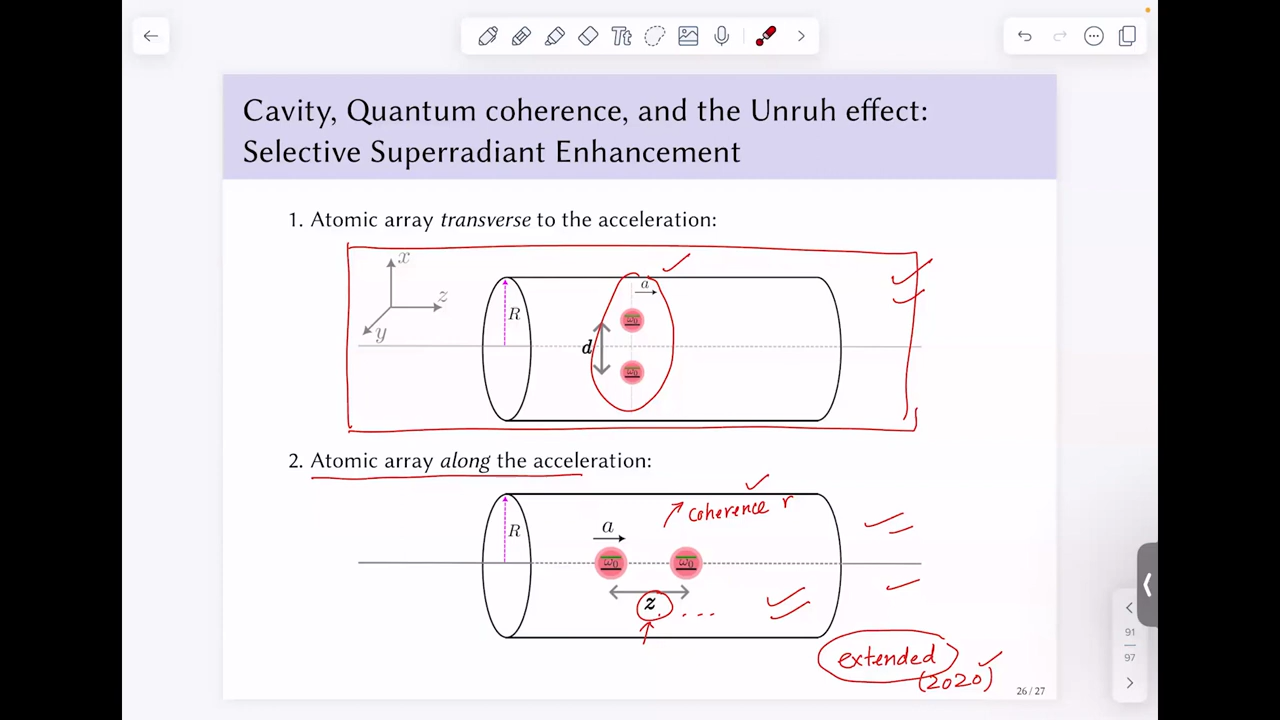 Tt
Cavity, Quantum coherence, and the Unruh effect:
Selective Superradiant Enhancement
1. Atomic array transverse to the acceleration:
x
z
y
R
a
ω₀
d
ω₀
2. Atomic array along the acceleration:
coherence r
R
a
ω₀
ω₀
z ...
extended
(2020)
91
97
26 / 27